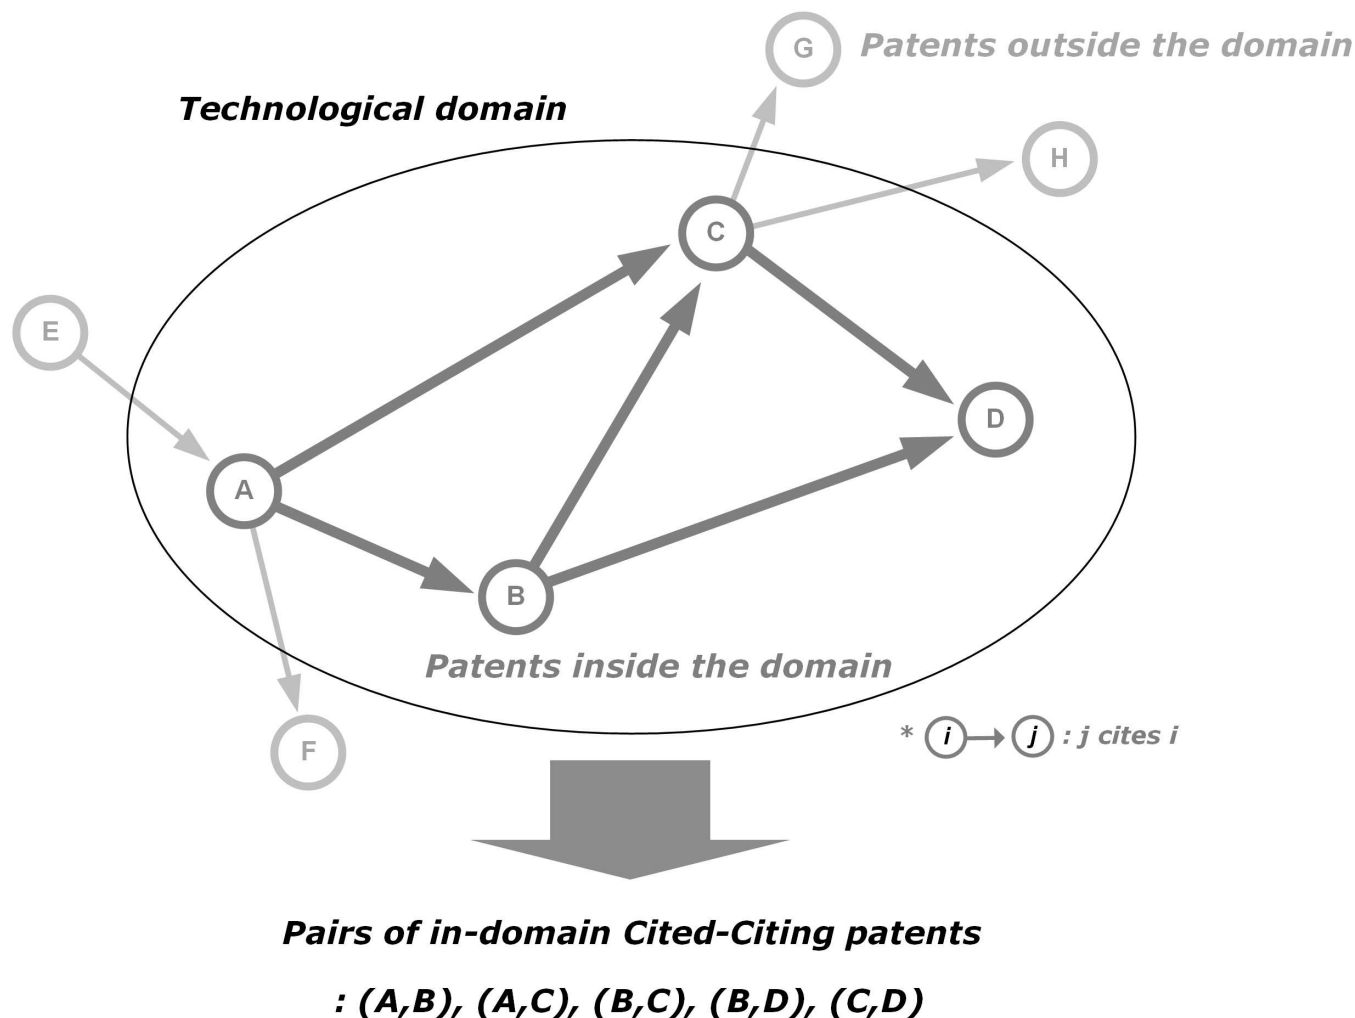 G
Patents outside the domain
Technological domain
H
C
E
D
A
B
Patents inside the domain
F
* i → j : j cites i
Pairs of in-domain Cited-Citing patents
: (A,B), (A,C), (B,C), (B,D), (C,D)